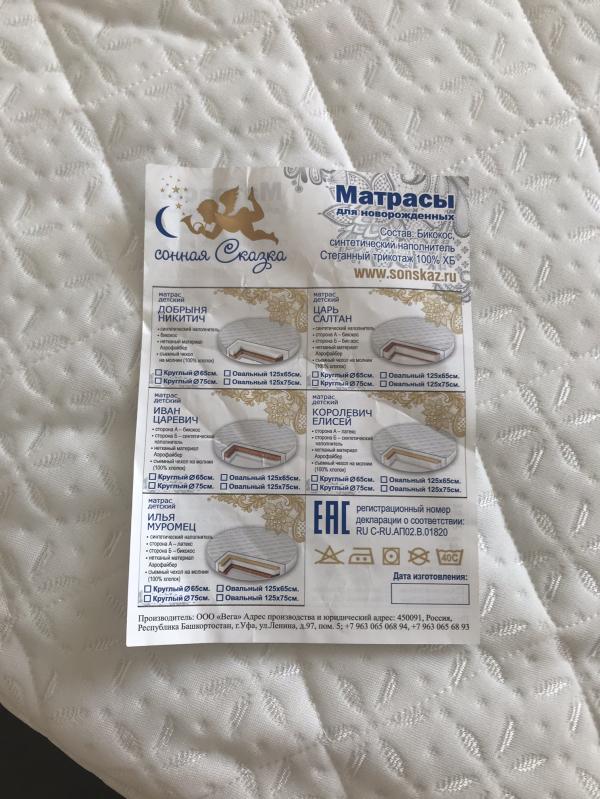 Матрасы
для новорожденных
сонная Сказка
Состав: Бикокос,
синтетический наполнитель
Стеганный трикотаж 100% ХБ
www.sonskaz.ru
матрас
детский
ДОБРЫНЯ
НИКИТИЧ
• синтетический наполнитель
• бикокос
• нетканый материал
Аэрофайбер
• съемный чехол
на молнии (100% хлопок)
Круглый Ø65см. Овальный 125х65см.
Круглый Ø75см. Овальный 125х75см.
матрас
детский
ЦАРЬ
САЛТАН
• синтетический наполнитель
• сторона А – бикокос
• сторона Б – бикокос
• нетканый материал
Аэрофайбер
• съемный чехол на молнии
(100% хлопок)
Круглый Ø65см. Овальный 125х65см.
Круглый Ø75см. Овальный 125х75см.
матрас
детский
ИВАН
ЦАРЕВИЧ
• сторона А – бикокос
• сторона Б – синтетический
наполнитель
• нетканый материал
Аэрофайбер
• съемный чехол на молнии
(100% хлопок)
Круглый Ø65см. Овальный 125х65см.
Круглый Ø75см. Овальный 125х75см.
матрас
детский
КОРОЛЕВИЧ
ЕЛИСЕЙ
• сторона А – латекс
• сторона Б – синтетический
наполнитель
• нетканый материал
Аэрофайбер
• съемный чехол на молнии
(100% хлопок)
Круглый Ø65см. Овальный 125х65см.
Круглый Ø75см. Овальный 125х75см.
матрас
детский
ИЛЬЯ
МУРОМЕЦ
• синтетический наполнитель
• сторона А – латекс
• сторона Б – бикокос
• нетканый материал
Аэрофайбер
• съемный чехол на молнии
(100% хлопок)
Круглый Ø65см. Овальный 125х65см.
Круглый Ø75см. Овальный 125х75см.
ЕАС
регистрационный номер
декларации о соответствии:
RU C-RU.АП02.В.01820
40С
Дата изготовления:
Производитель: ООО «Вега» Адрес производства и юридический адрес: 450091, Россия,
Республика Башкортостан, г.Уфа, ул.Ленина, д.97, пом. 5; +7 963 065 068 94, +7 963 065 68 93